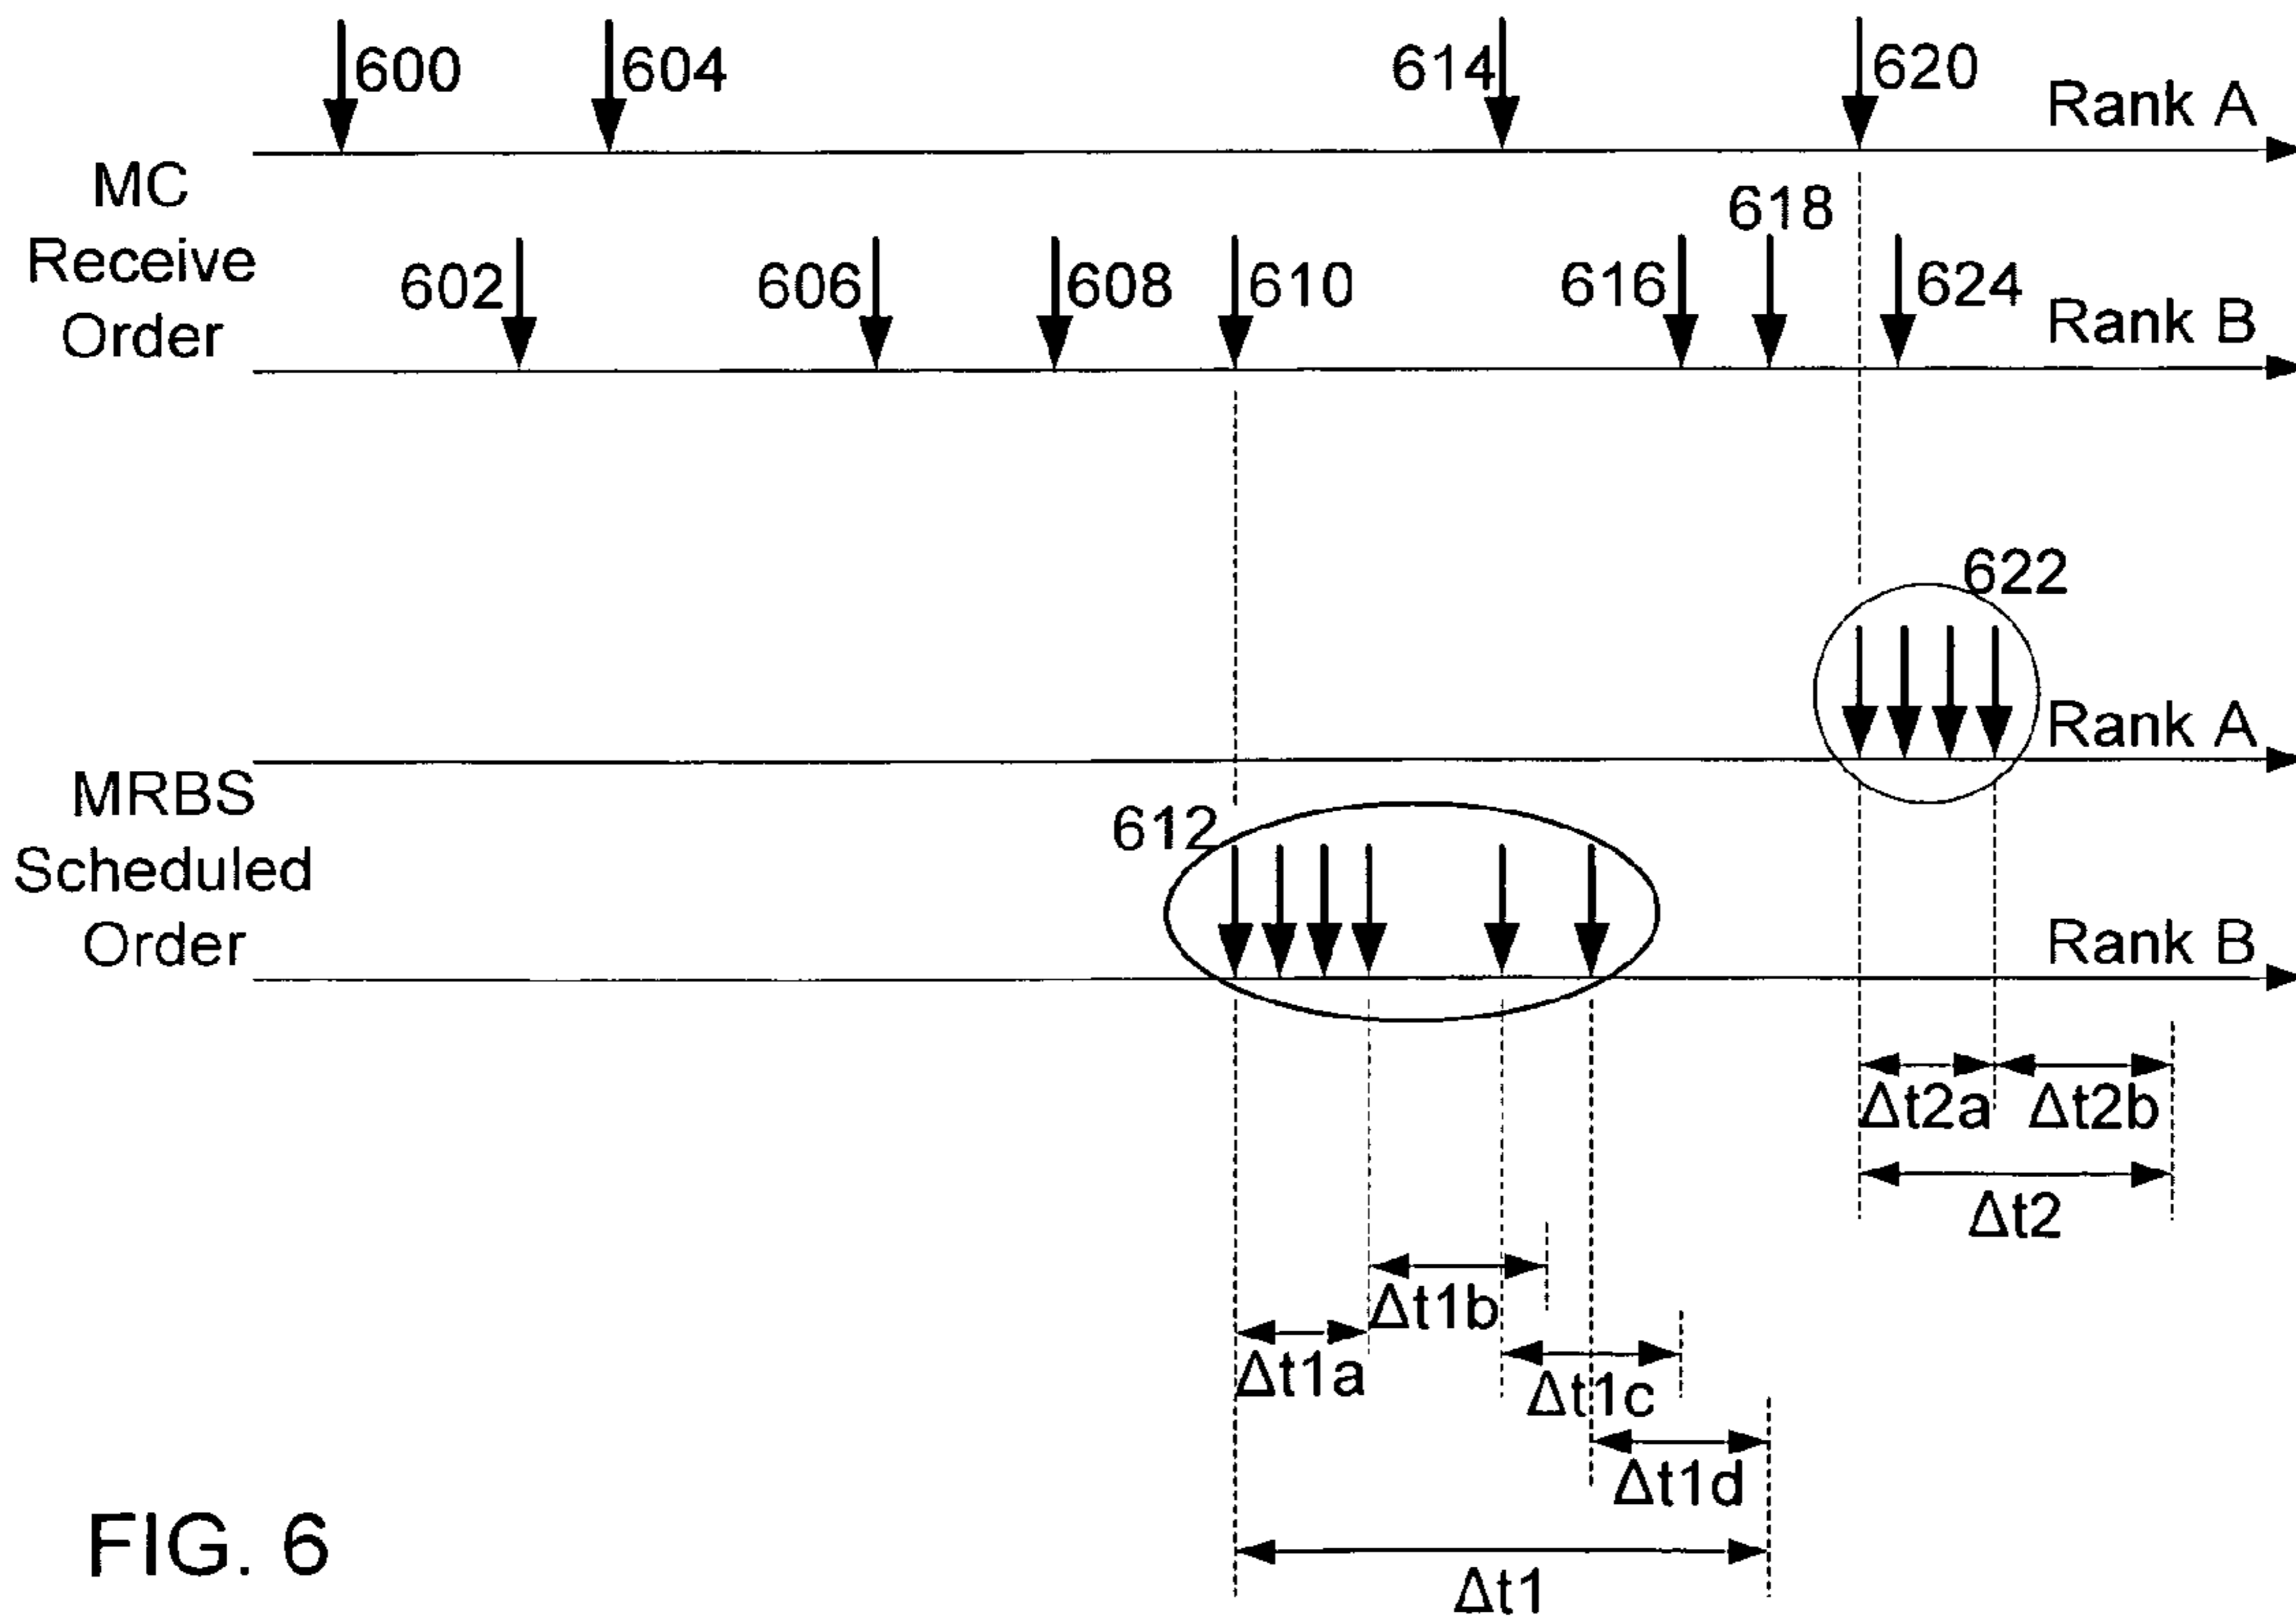 600
604
614
620
Rank A
MC
Receive
Order
618
602
606
608
610
616
624
Rank B
622
Rank A
MRBS
Scheduled
Order
612
Rank B
Δt2a
Δt2b
Δt2
Δt1b
Δt1a
Δt1c
Δt1d
Δt1
FIG. 6